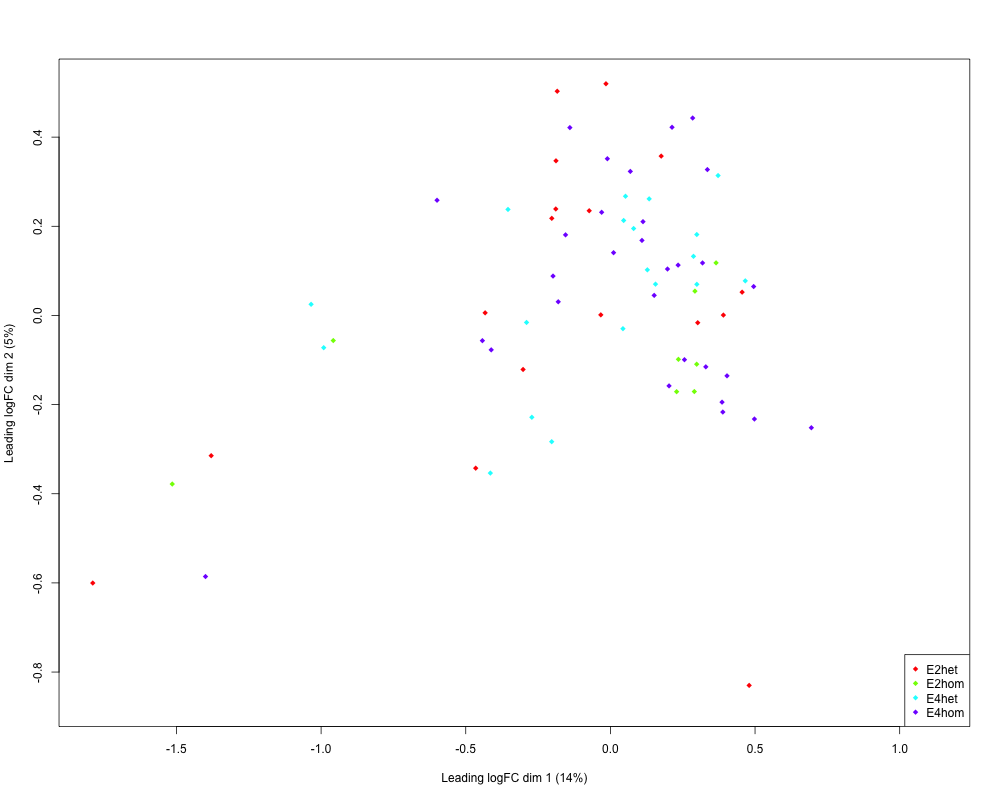 0.4
0.2
0.0
-0.2
-0.4
-0.6
-0.8
Leading logFC dim 2 (5%)
E2het
E2hom
E4het
E4hom
-1.5 -1.0 -0.5 0.0 0.5 1.0
Leading logFC dim 1 (14%)